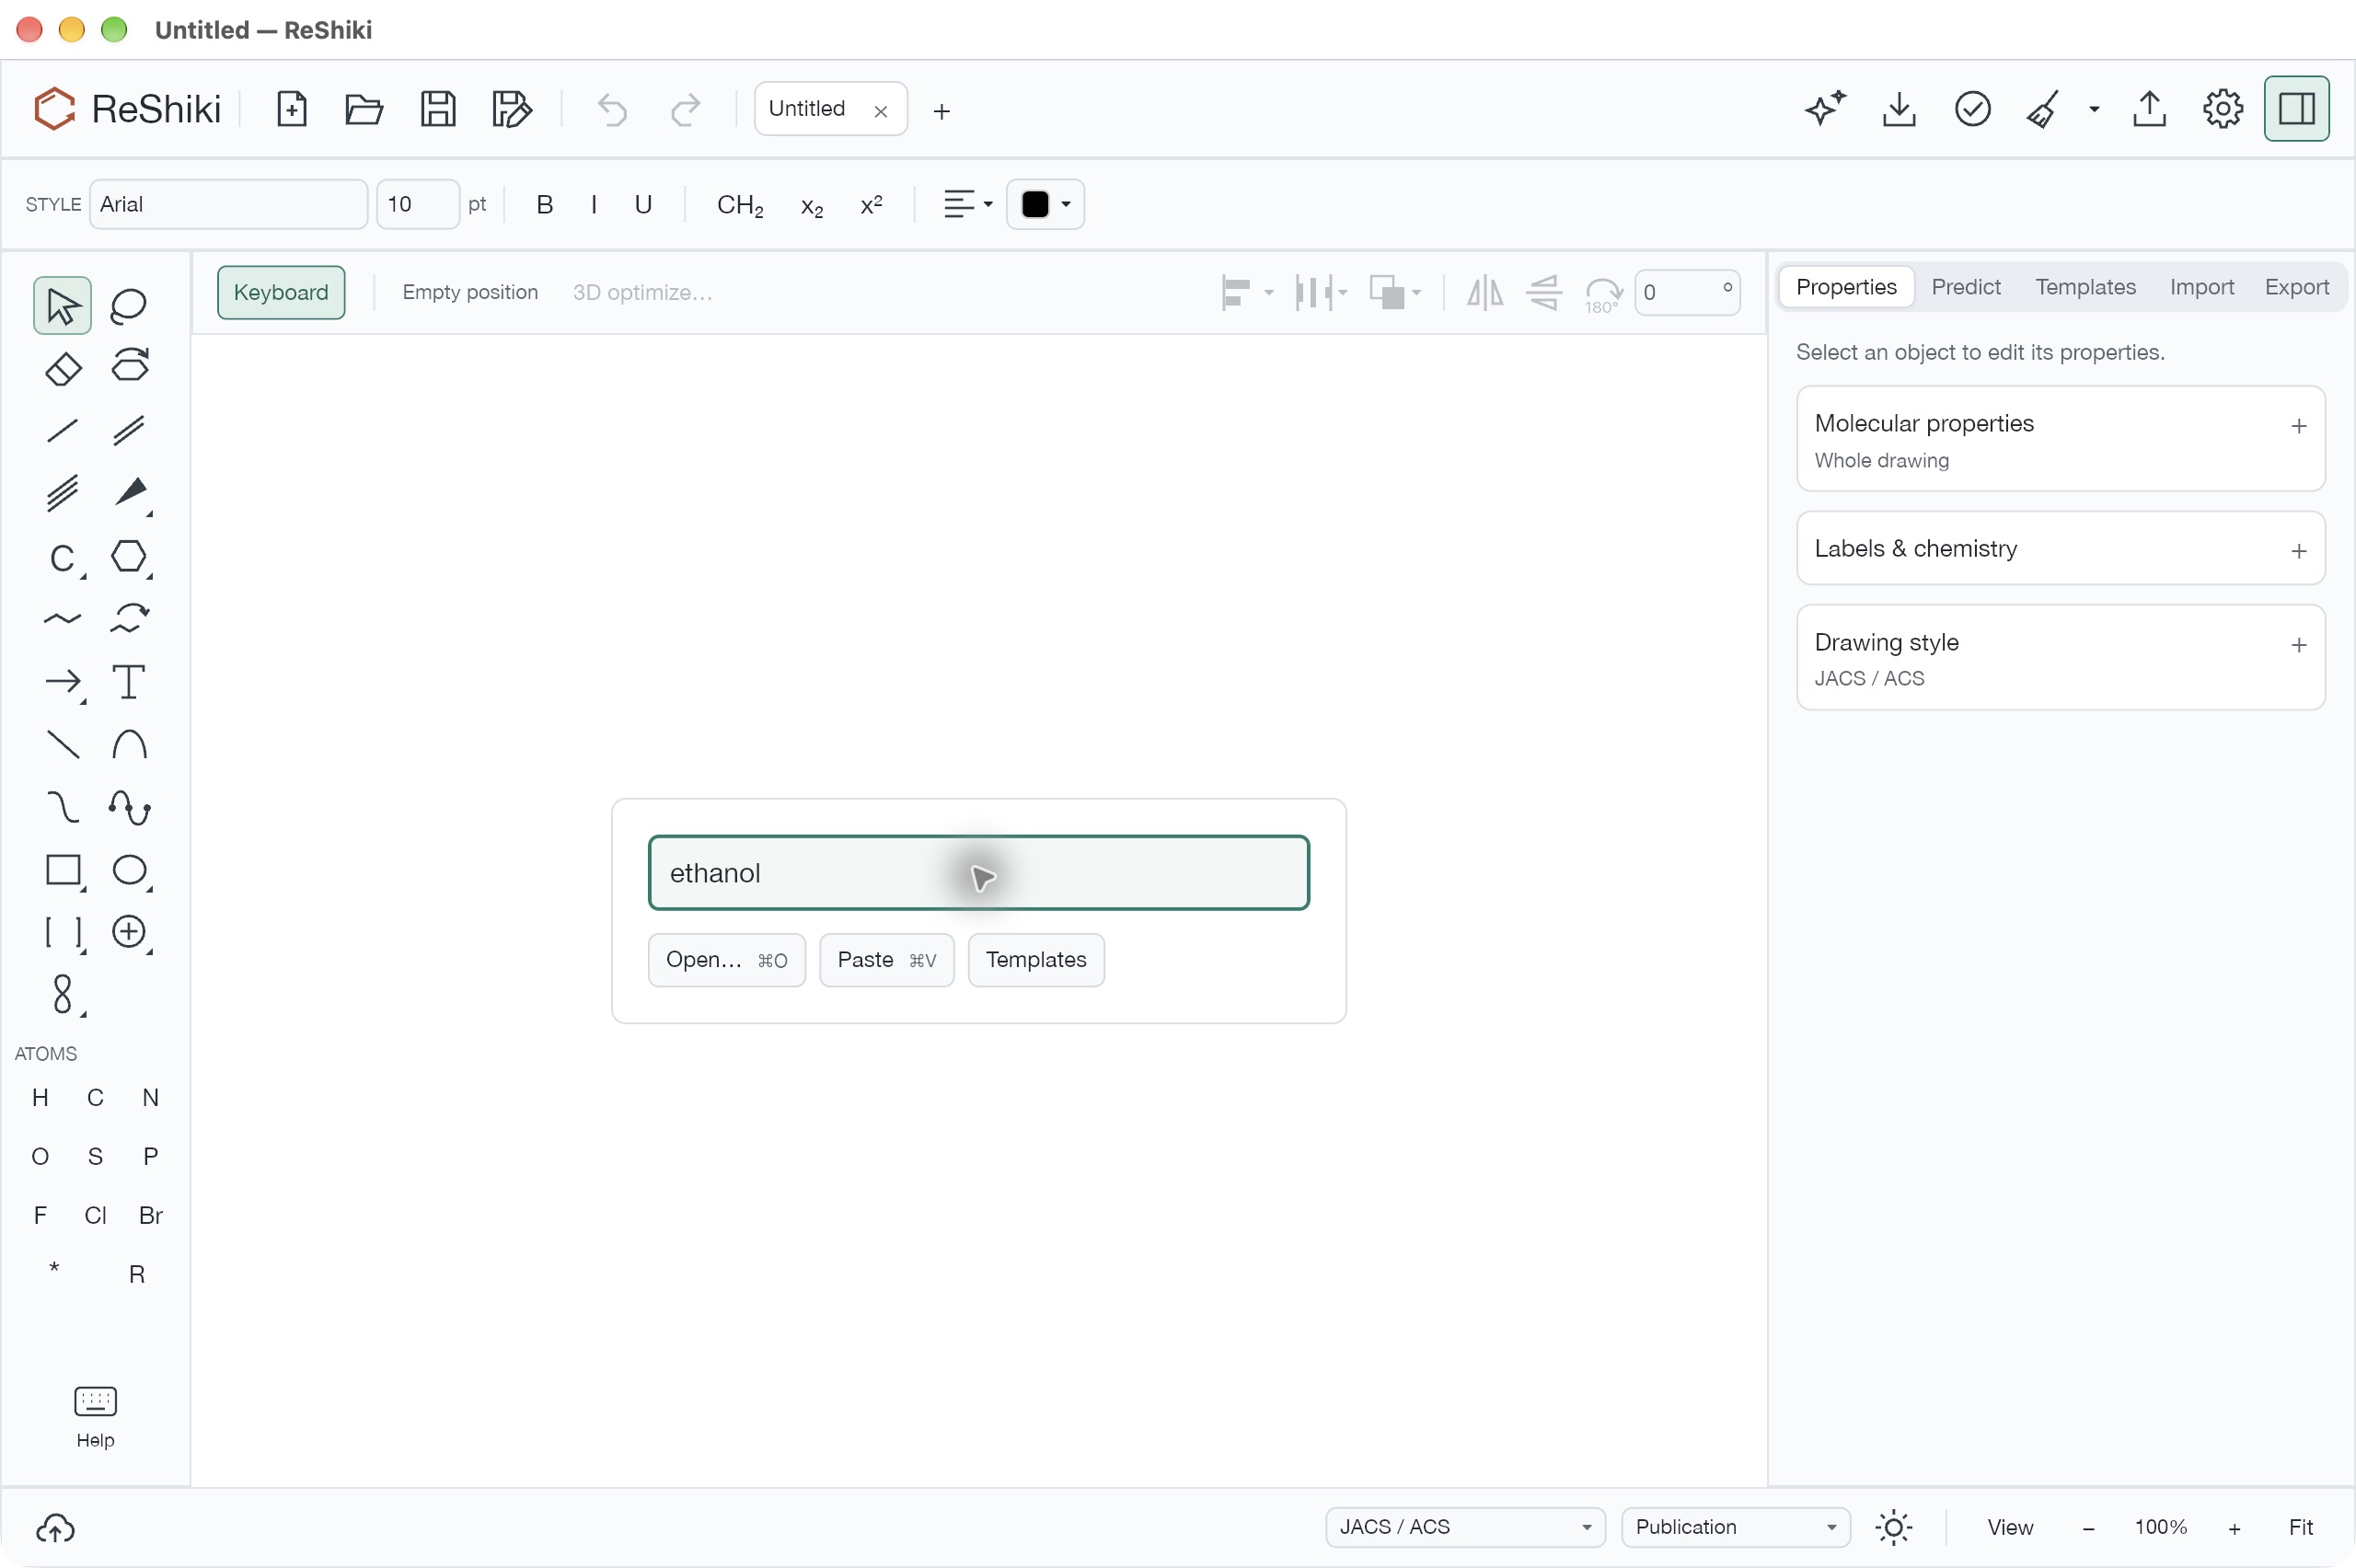 Untitled — ReShiki
ReShiki
Untitled × +
STYLE Arial 10 pt B I U CH₂ x₂ x²
Keyboard Empty position 3D optimize... 180° 0 °
Properties Predict Templates Import Export
Select an object to edit its properties.
Molecular properties +
Whole drawing
Labels & chemistry +
Drawing style +
JACS / ACS
C
T
[ ]
ethanol
Open... ⌘O Paste ⌘V Templates
ATOMS
H C N
O S P
F Cl Br
* R
Help
JACS / ACS Publication View − 100% + Fit